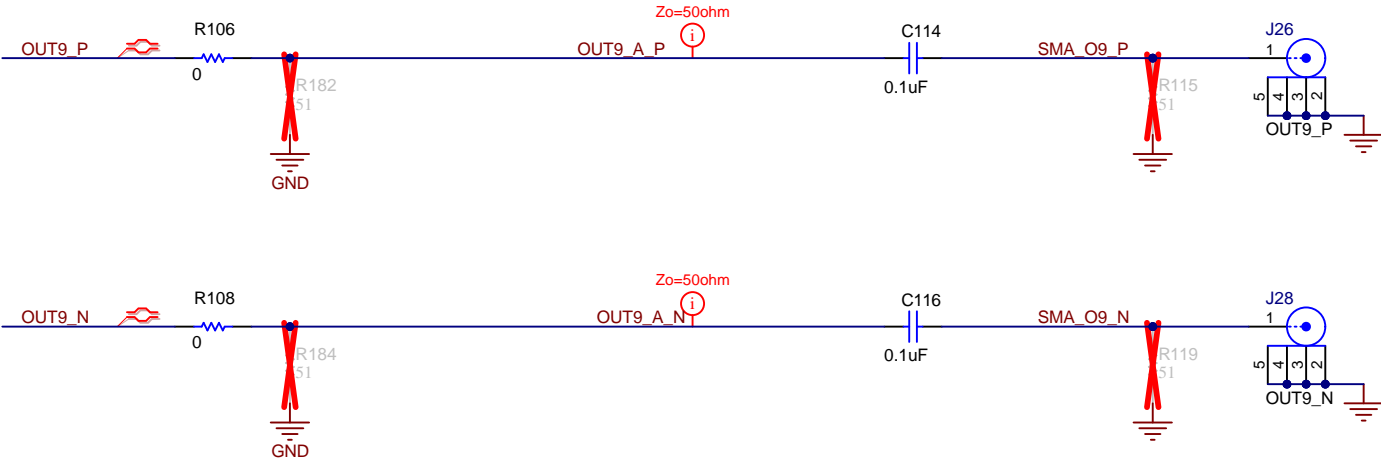 Zo=50ohm
R106
C114
J26
OUT9_P
OUT9_A_P
SMA_O9_P
1
i
0
R182
51
0.1uF
R115
51
5
4
3
2
OUT9_P
GND
Zo=50ohm
R108
C116
J28
OUT9_N
OUT9_A_N
SMA_O9_N
1
i
0
R184
51
0.1uF
R119
51
5
4
3
2
OUT9_N
GND